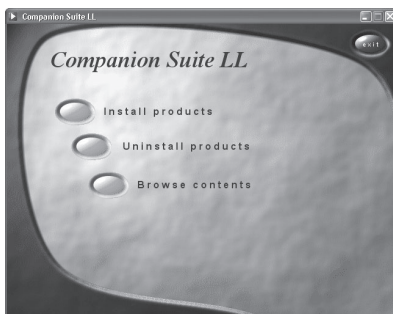 Companion Suite LL
exit
Companion Suite LL
Install products
Uninstall products
Browse contents